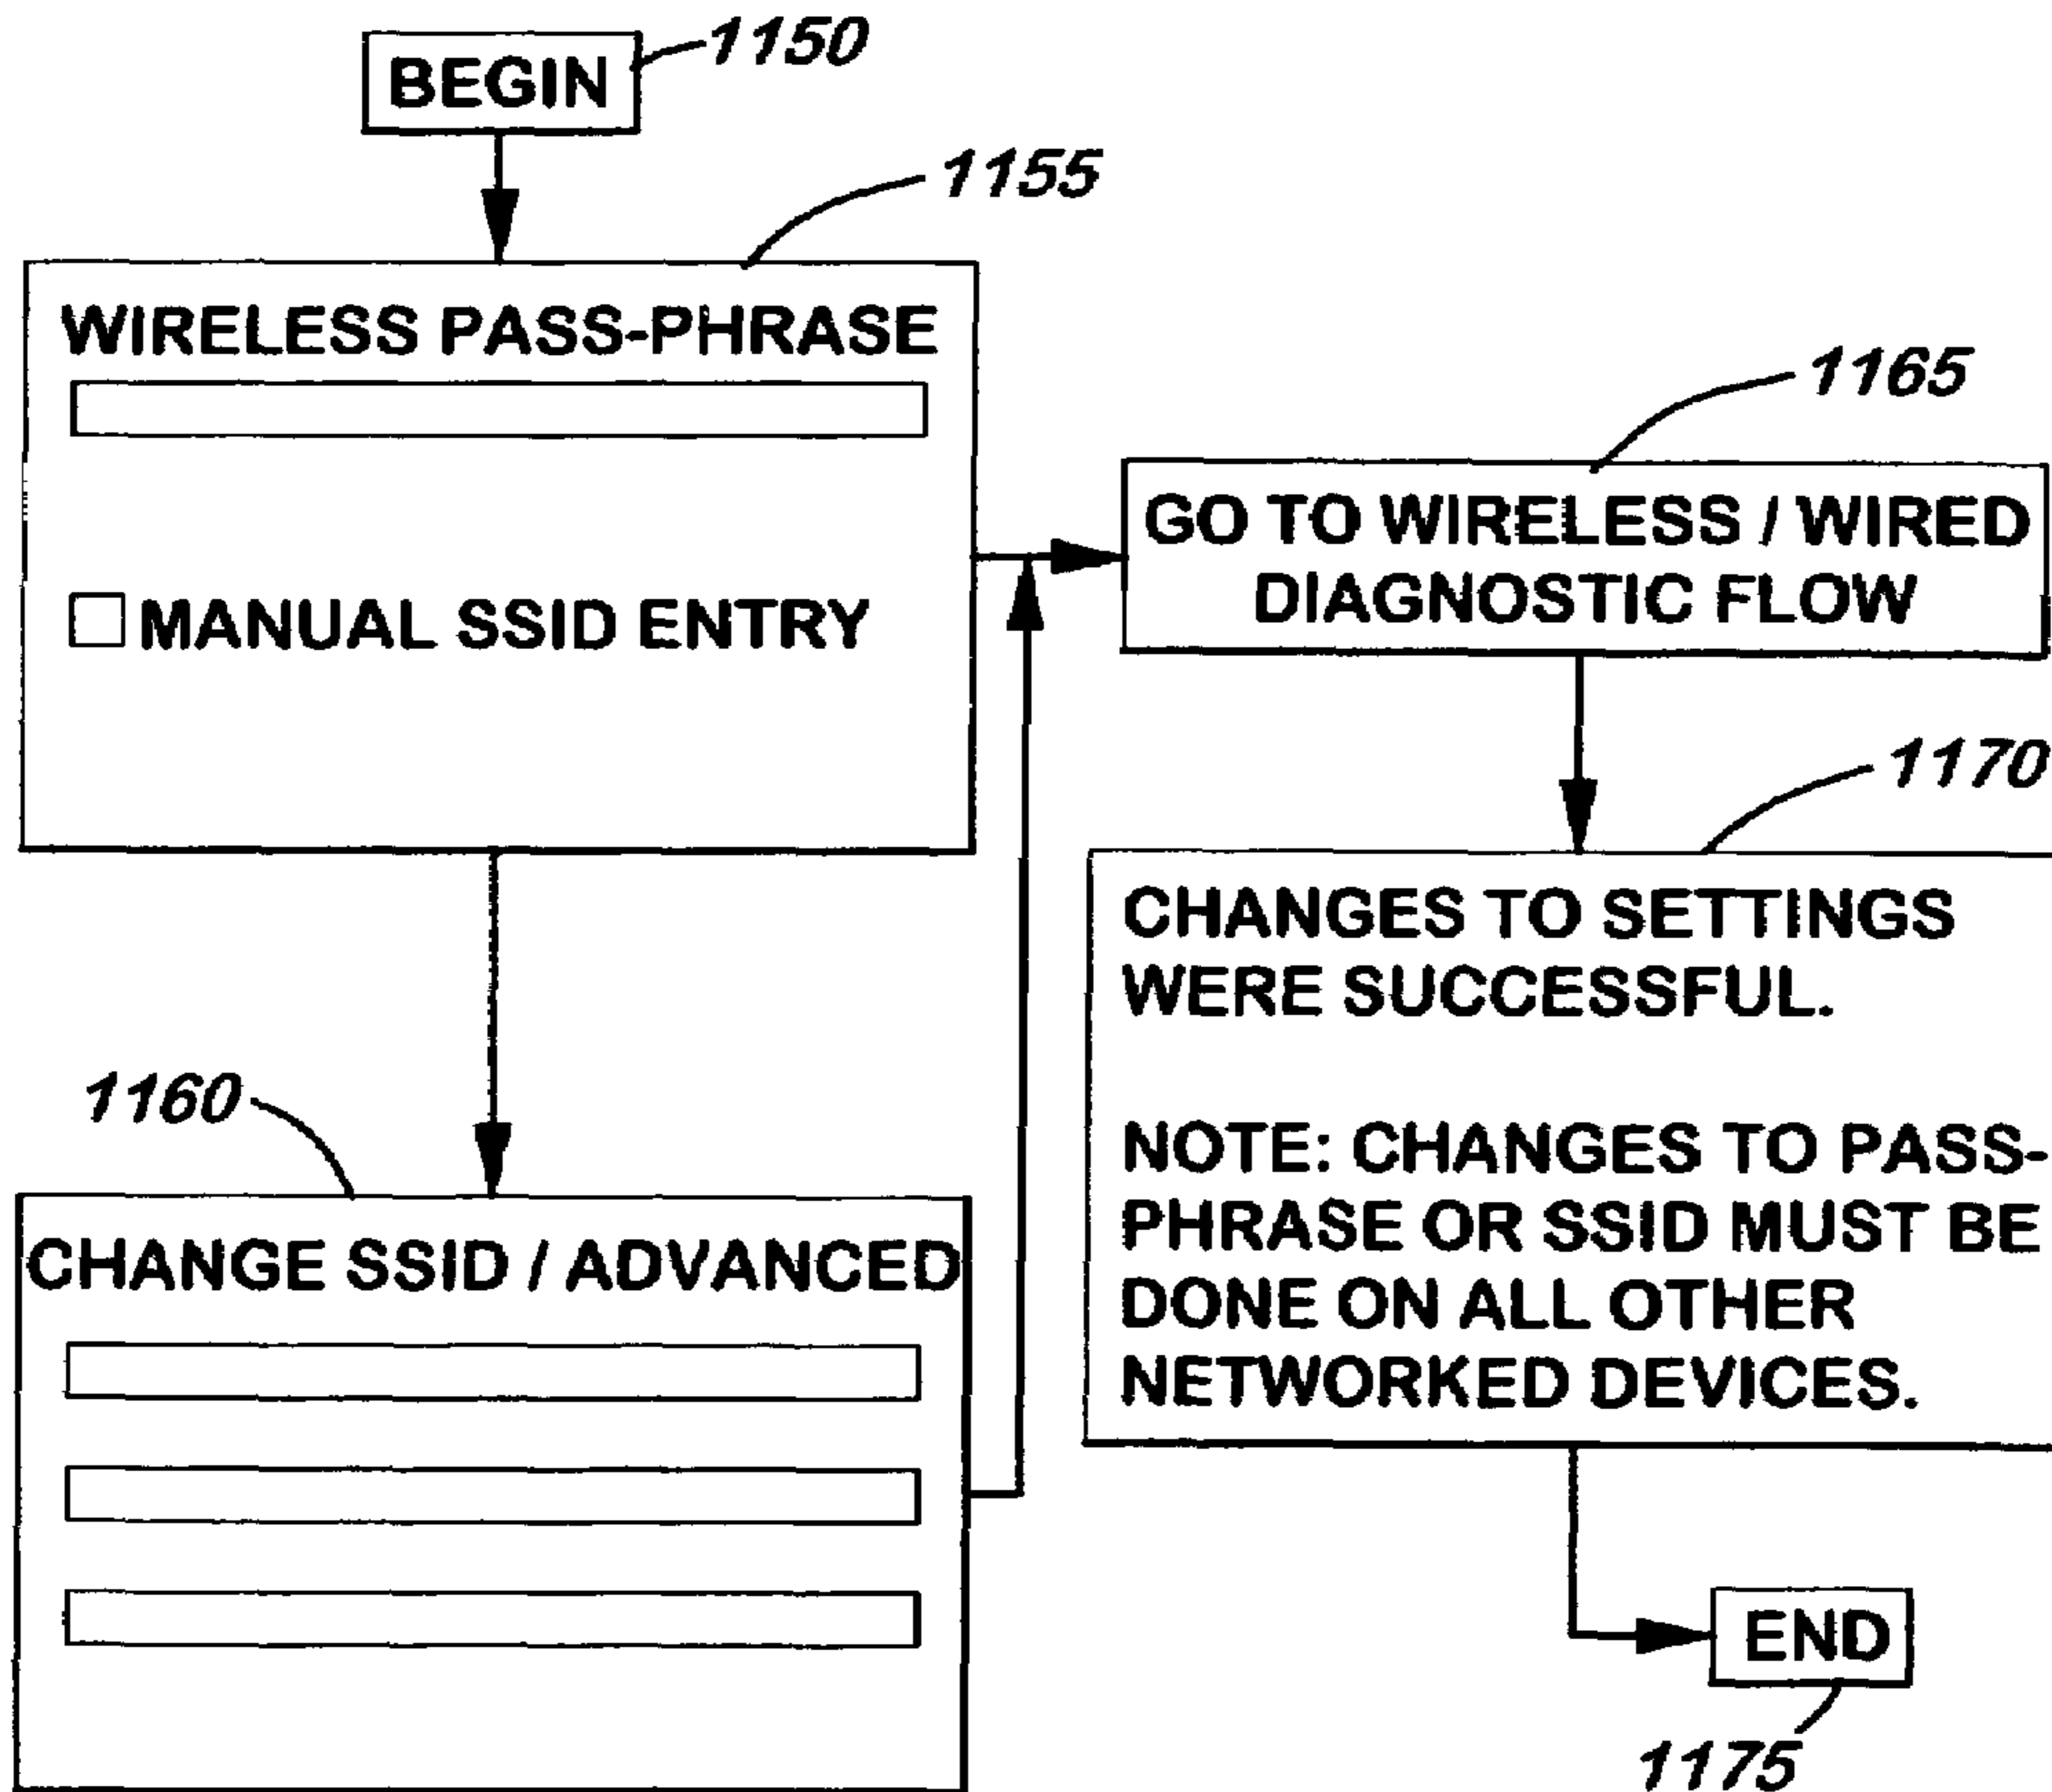 BEGIN
1150
1155
WIRELESS PASS-PHRASE
MANUAL SSID ENTRY
1160
CHANGE SSID / ADVANCED
1165
GO TO WIRELESS / WIRED
DIAGNOSTIC FLOW
1170
CHANGES TO SETTINGS
WERE SUCCESSFUL.
NOTE: CHANGES TO PASS-
PHRASE OR SSID MUST BE
DONE ON ALL OTHER
NETWORKED DEVICES.
END
1175